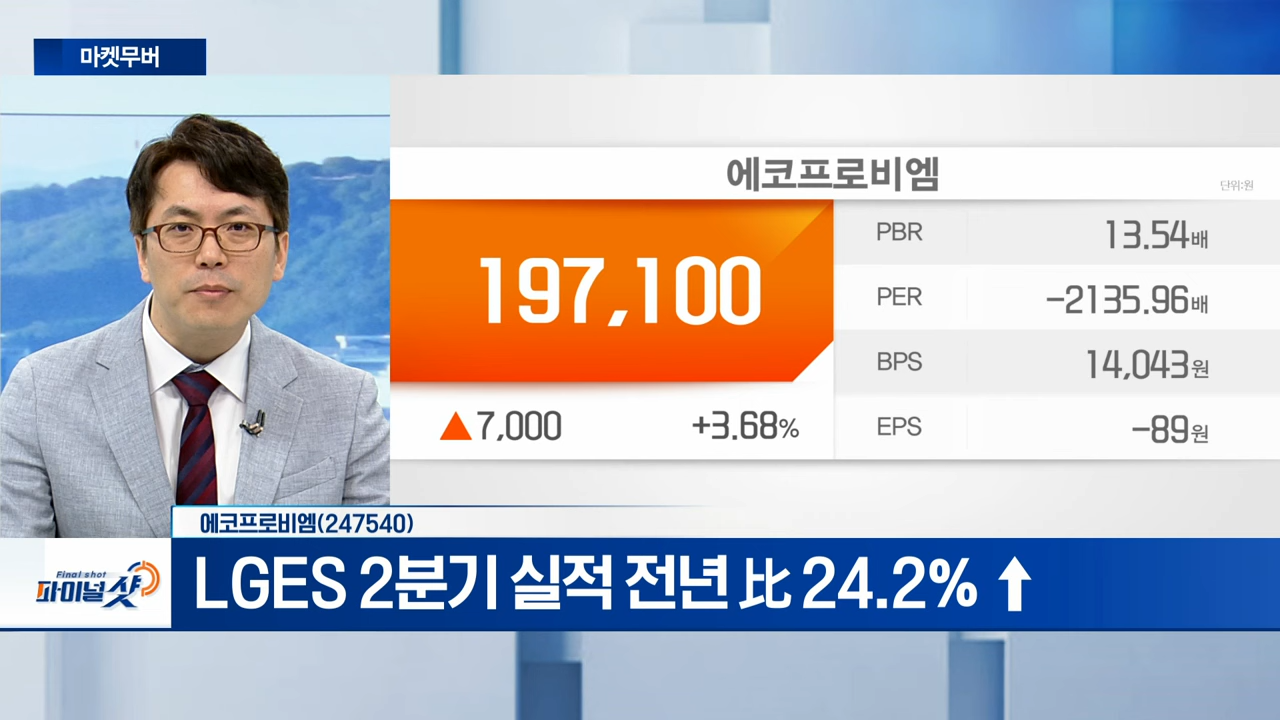 마켓무버
에코프로비엠
단위:원
197,100
▲7,000 +3.68%
PBR 13.54배
PER -2135.96배
BPS 14,043원
EPS -89원
에코프로비엠(247540)
Final shot
파이널샷
LGES 2분기 실적 전년 比 24.2% ↑